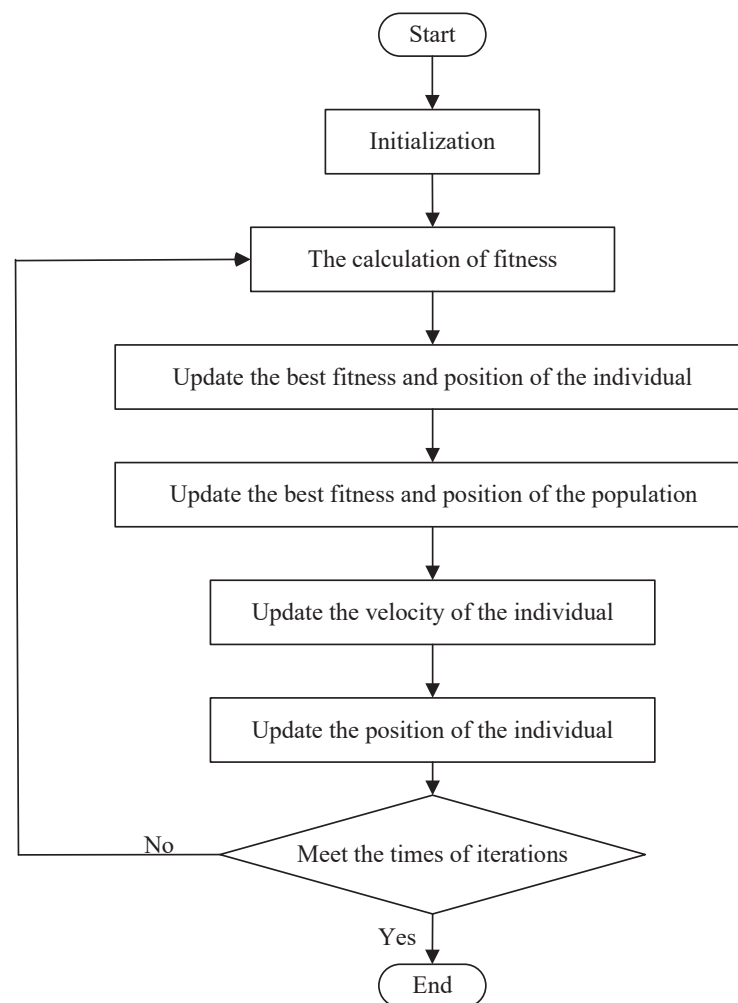 Start
Initialization
The calculation of fitness
Update the best fitness and position of the individual
Update the best fitness and position of the population
Update the velocity of the individual
Update the position of the individual
No
Meet the times of iterations
Yes
End